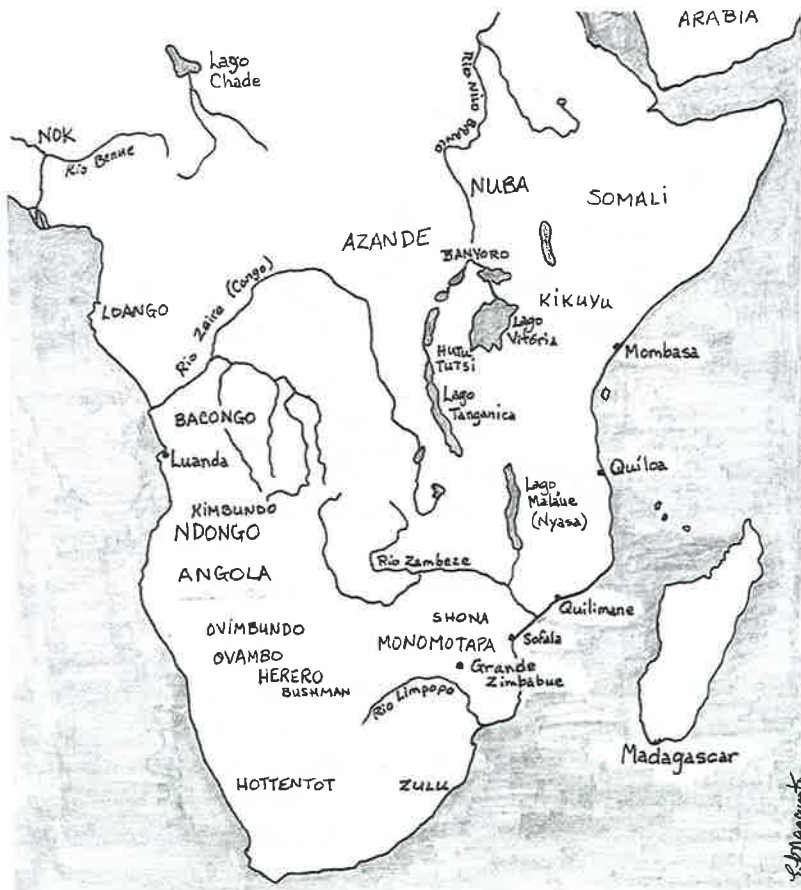 ARABIA
Lago
Chade
Rio Nilo Branco
NOK
Rio Benue
NUBA
SOMALI
AZANDE
BANYORO
LOANGO
Rio Zaire (Congo)
KIKUYU
Lago
Vitória
HUTU
TUTSI
Mombasa
Lago
Tanganica
BACONGO
Luanda
Quíloa
Lago
Maláue
(Nyasa)
KIMBUNDO
NDONGO
Rio Zambeze
ANGOLA
Quilimane
SHONA
OVIMBUNDO
MONOMOTAPA
Sofala
OVAMBO
Grande
Zimbabue
HERERO
BUSHMAN
Rio Limpopo
Madagascar
HOTTENTOT
ZULU